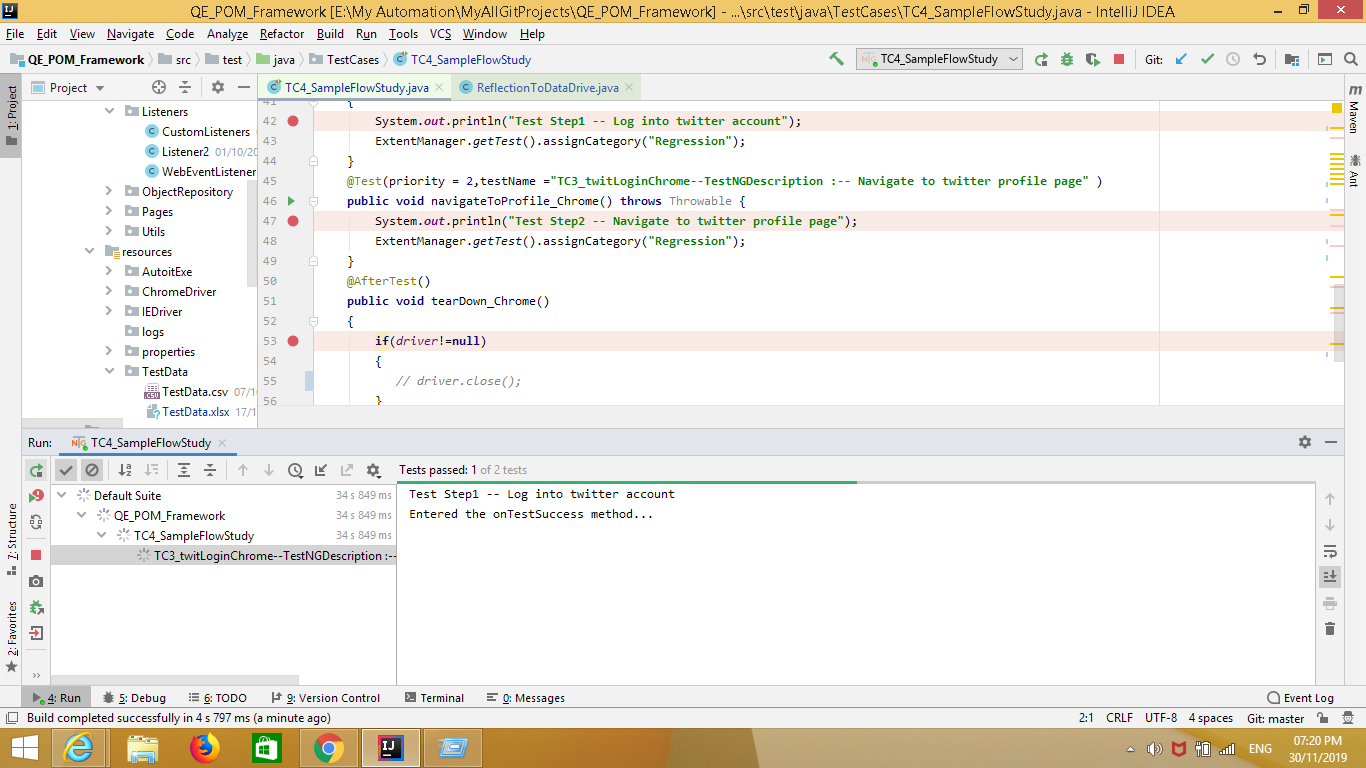 QE_POM_Framework [E:\My Automation\MyAllGitProjects\QE_POM_Framework] - ...\src\test\java\TestCases\TC4_SampleFlowStudy.java - IntelliJ IDEA
File Edit View Navigate Code Analyze Refactor Build Run Tools VCS Window Help
QE_POM_Framework src test java TestCases TC4_SampleFlowStudy
TC4_SampleFlowStudy Git:
1: Project
Project
TC4_SampleFlowStudy.java ReflectionToDataDrive.java
Maven
Ant
Listeners
CustomListeners
Listener2 01/10/20
WebEventListener
ObjectRepository
Pages
Utils
resources
AutoitExe
ChromeDriver
IEDriver
logs
properties
TestData
TestData.csv 07/1
TestData.xlsx 17/1
41 {
42 System.out.println("Test Step1 -- Log into twitter account");
43 ExtentManager.getTest().assignCategory("Regression");
44 }
45 @Test(priority = 2,testName ="TC3_twitLoginChrome--TestNGDescription :-- Navigate to twitter profile page" )
46 public void navigateToProfile_Chrome() throws Throwable {
47 System.out.println("Test Step2 -- Navigate to twitter profile page");
48 ExtentManager.getTest().assignCategory("Regression");
49 }
50 @AfterTest()
51 public void tearDown_Chrome()
52 {
53 if(driver!=null)
54 {
55 // driver.close();
56 }
Run: TC4_SampleFlowStudy
Tests passed: 1 of 2 tests
Default Suite 34 s 849 ms
QE_POM_Framework 34 s 849 ms
TC4_SampleFlowStudy 34 s 849 ms
TC3_twitLoginChrome--TestNGDescription :--
Test Step1 -- Log into twitter account
Entered the onTestSuccess method...
7: Structure
2: Favorites
4: Run 5: Debug 6: TODO 9: Version Control Terminal 0: Messages Event Log
Build completed successfully in 4 s 797 ms (a minute ago) 2:1 CRLF UTF-8 4 spaces Git: master
ENG
07:20 PM
30/11/2019